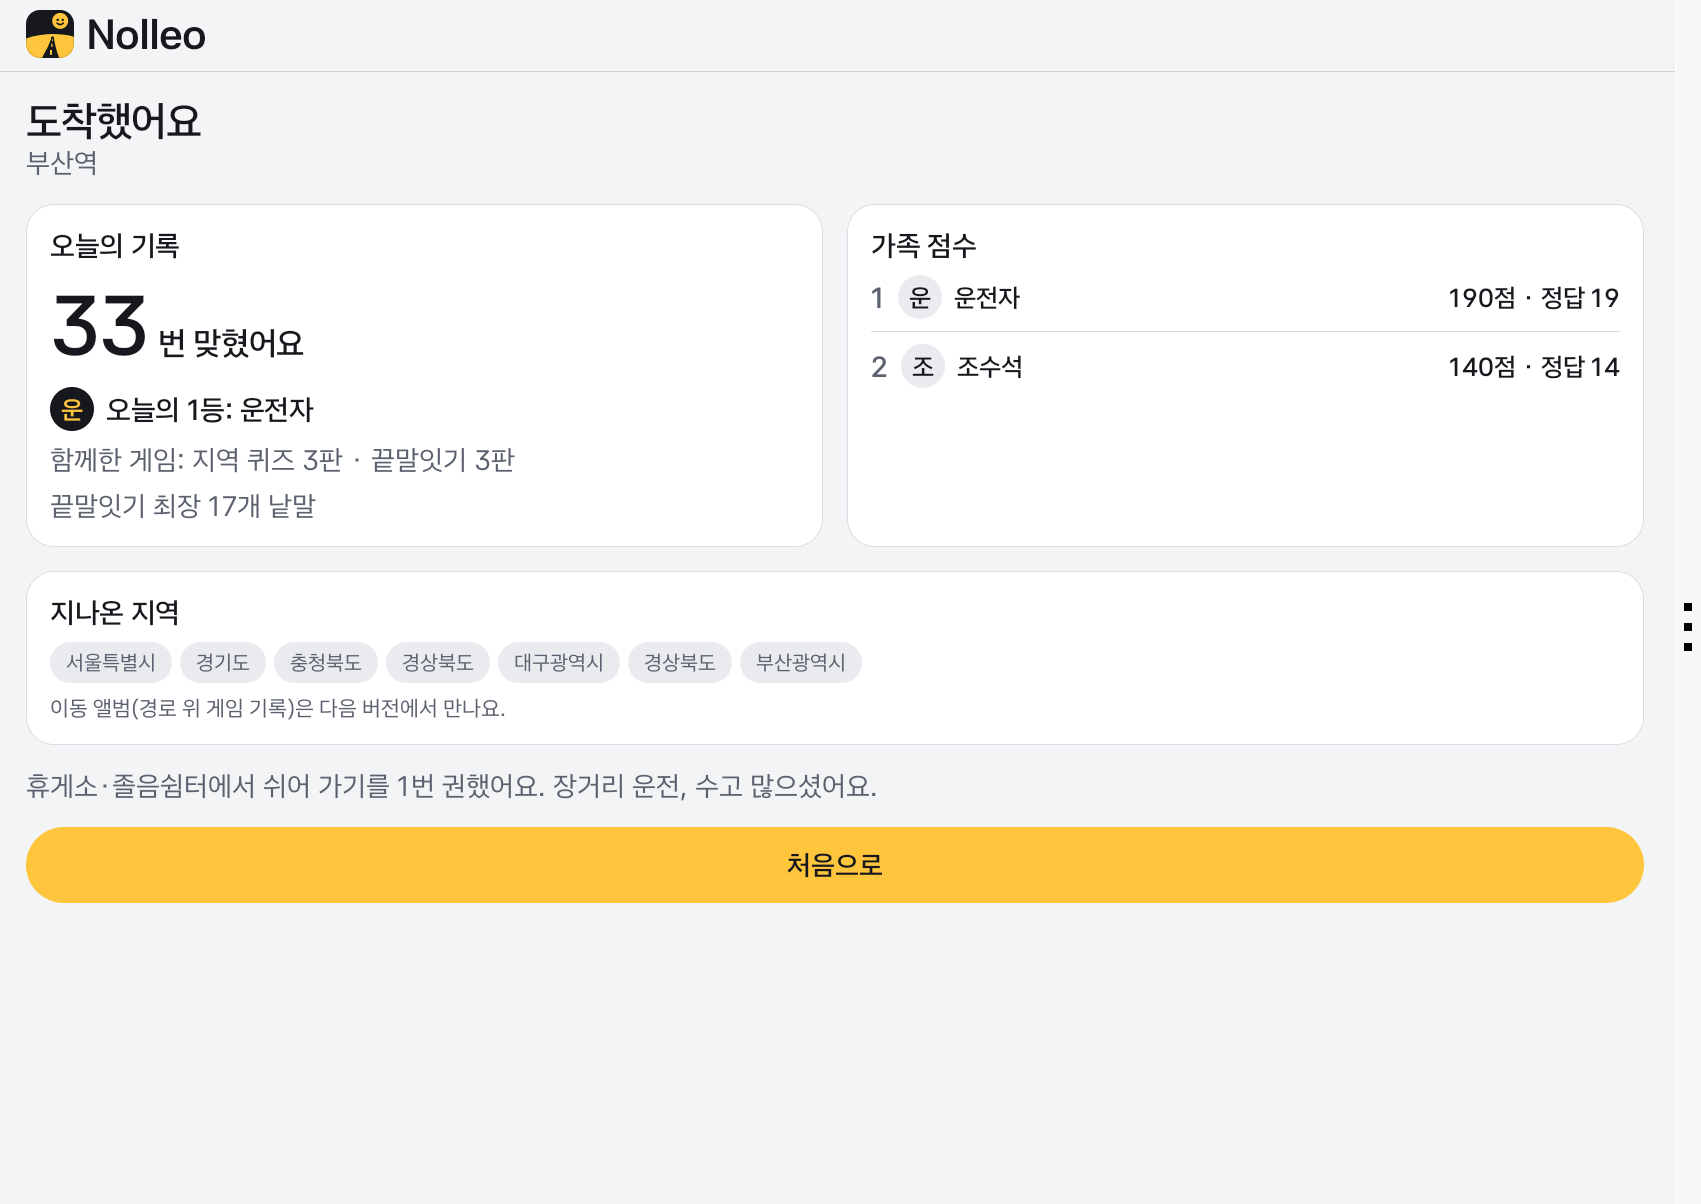 Nolleo
도착했어요
부산역
오늘의 기록
33번 맞혔어요
운 오늘의 1등: 운전자
함께한 게임: 지역 퀴즈 3판 · 끝말잇기 3판
끝말잇기 최장 17개 낱말
가족 점수
1 운 운전자 190점 · 정답 19
2 조 조수석 140점 · 정답 14
지나온 지역
서울특별시 경기도 충청북도 경상북도 대구광역시 경상북도 부산광역시
이동 앨범(경로 위 게임 기록)은 다음 버전에서 만나요.
휴게소·졸음쉼터에서 쉬어 가기를 1번 권했어요. 장거리 운전, 수고 많으셨어요.
처음으로